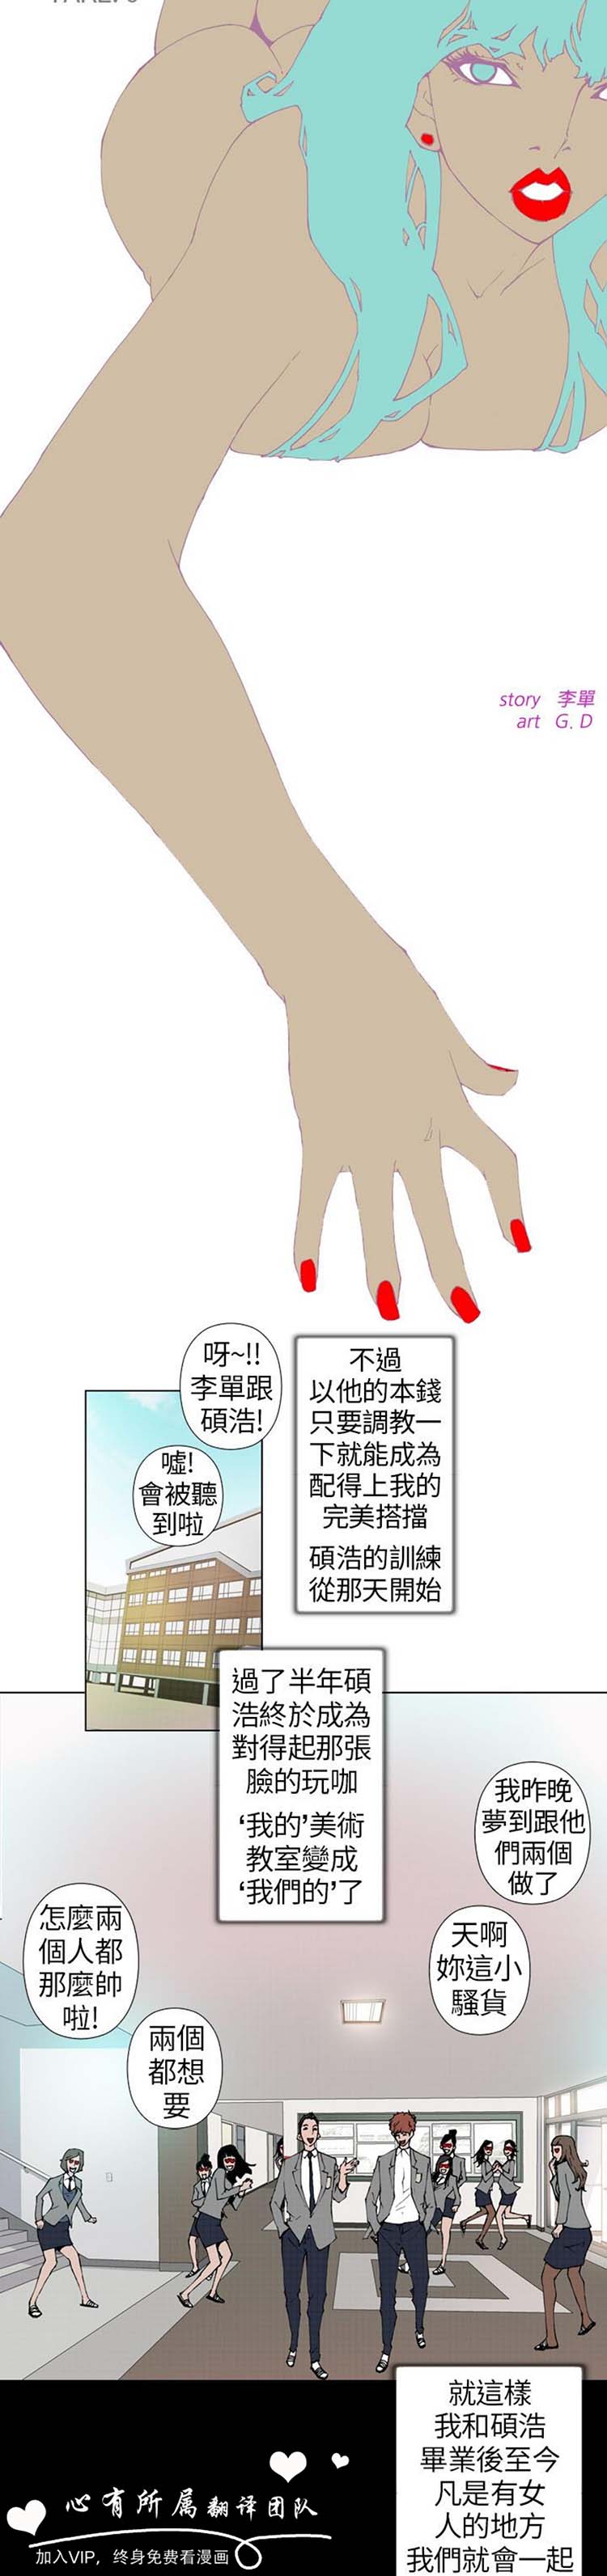 story 李單
art G. D
呀~!!
李單跟
碩浩!
噓!
會被聽
到啦
不過
以他的本錢
只要調教一
下就能成為
配得上我的
完美搭擋
碩浩的訓練
從那天開始
過了半年碩
浩終於成為
對得起那張
臉的玩咖
‘我的’美術
教室變成
‘我們的’了
我昨晚
夢到跟他
們兩個
做了
天啊
妳這小
騷貨
怎麼兩
個人都
那麼帥
啦!
兩個
都想
要
就這樣
我和碩浩
畢業後至今
凡是有女
人的地方
我們就會一起
心有所属翻译团队
加入VIP，终身免费看漫画